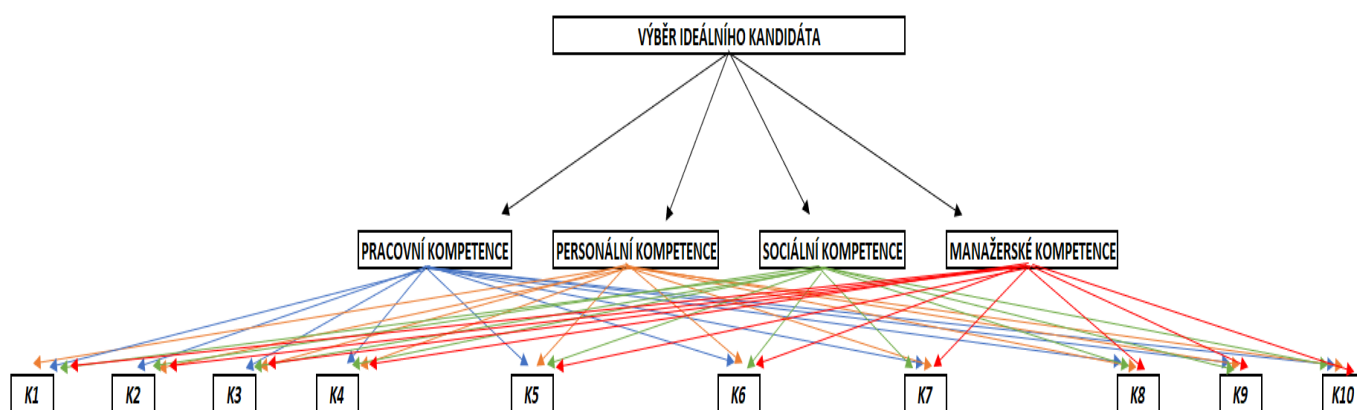 VÝBĚR IDEÁLNÍHO KANDIDÁTA
PRACOVNÍ KOMPETENCE
PERSONÁLNÍ KOMPETENCE
SOCIÁLNÍ KOMPETENCE
MANAŽERSKÉ KOMPETENCE
K1
K2
K3
K4
K5
K6
K7
K8
K9
K10